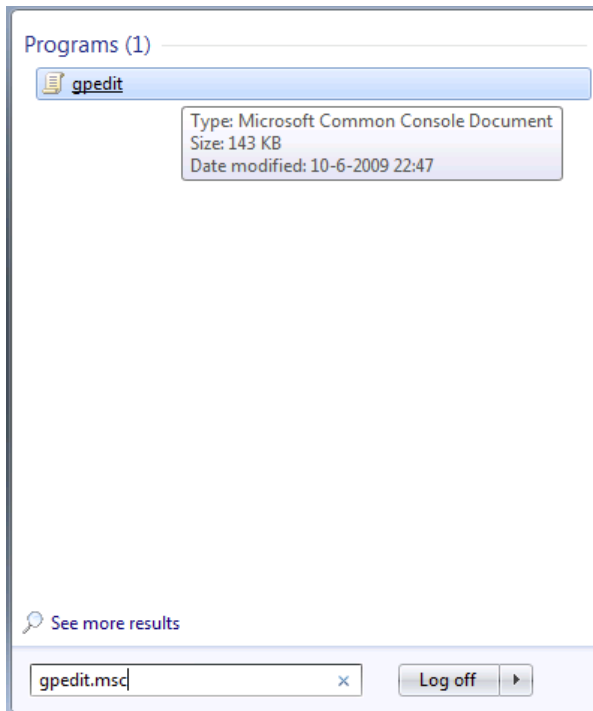 Programs (1)
gpedit
Type: Microsoft Common Console Document
Size: 143 KB
Date modified: 10-6-2009 22:47
See more results
gpedit.msc
Log off